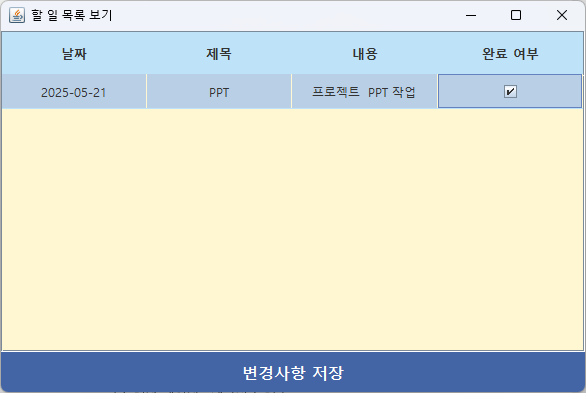 할 일 목록 보기
날짜 제목 내용 완료 여부
2025-05-21 PPT 프로젝트 PPT 작업
변경사항 저장